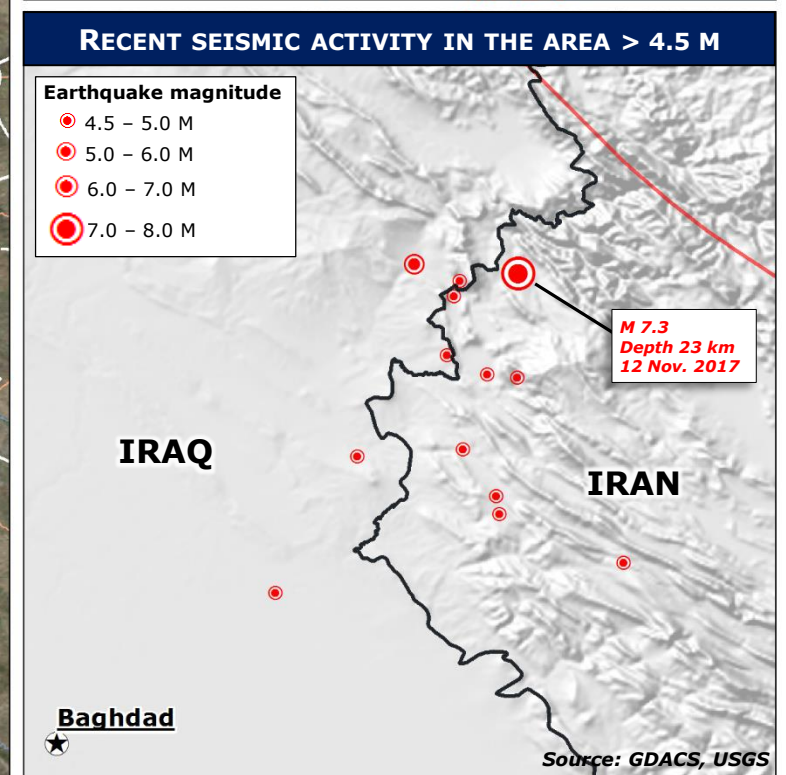 RECENT SEISMIC ACTIVITY IN THE AREA > 4.5 M
Earthquake magnitude
4.5 – 5.0 M
5.0 – 6.0 M
6.0 – 7.0 M
7.0 – 8.0 M
M 7.3
Depth 23 km
12 Nov. 2017
IRAQ
IRAN
Baghdad
Source: GDACS, USGS